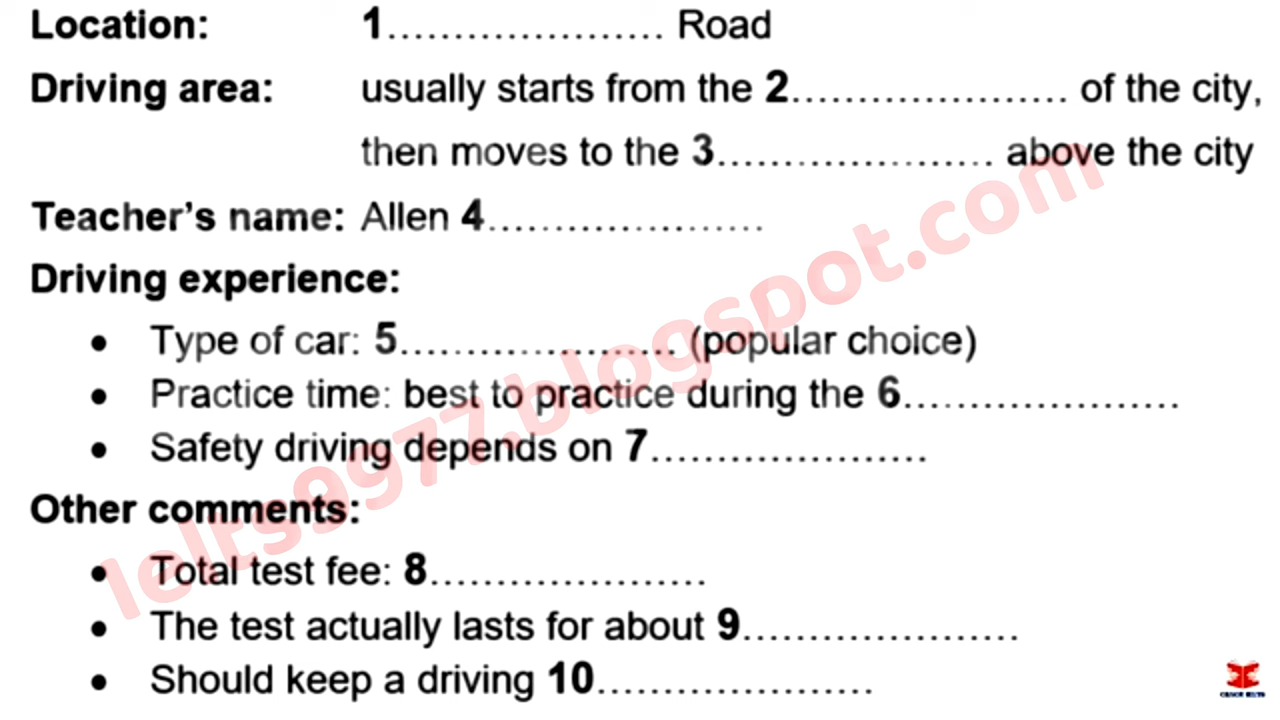 Location: 1..................... Road
Driving area: usually starts from the 2..................... of the city,
then moves to the 3..................... above the city
Teacher's name: Allen 4.....................
Driving experience:
• Type of car: 5..................... (popular choice)
• Practice time: best to practice during the 6.....................
• Safety driving depends on 7.....................
Other comments:
• Total test fee: 8.....................
• The test actually lasts for about 9.....................
• Should keep a driving 10.....................
Ielts9977.blogspot.com